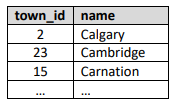 town_id name
2 Calgary
23 Cambridge
15 Carnation
… …